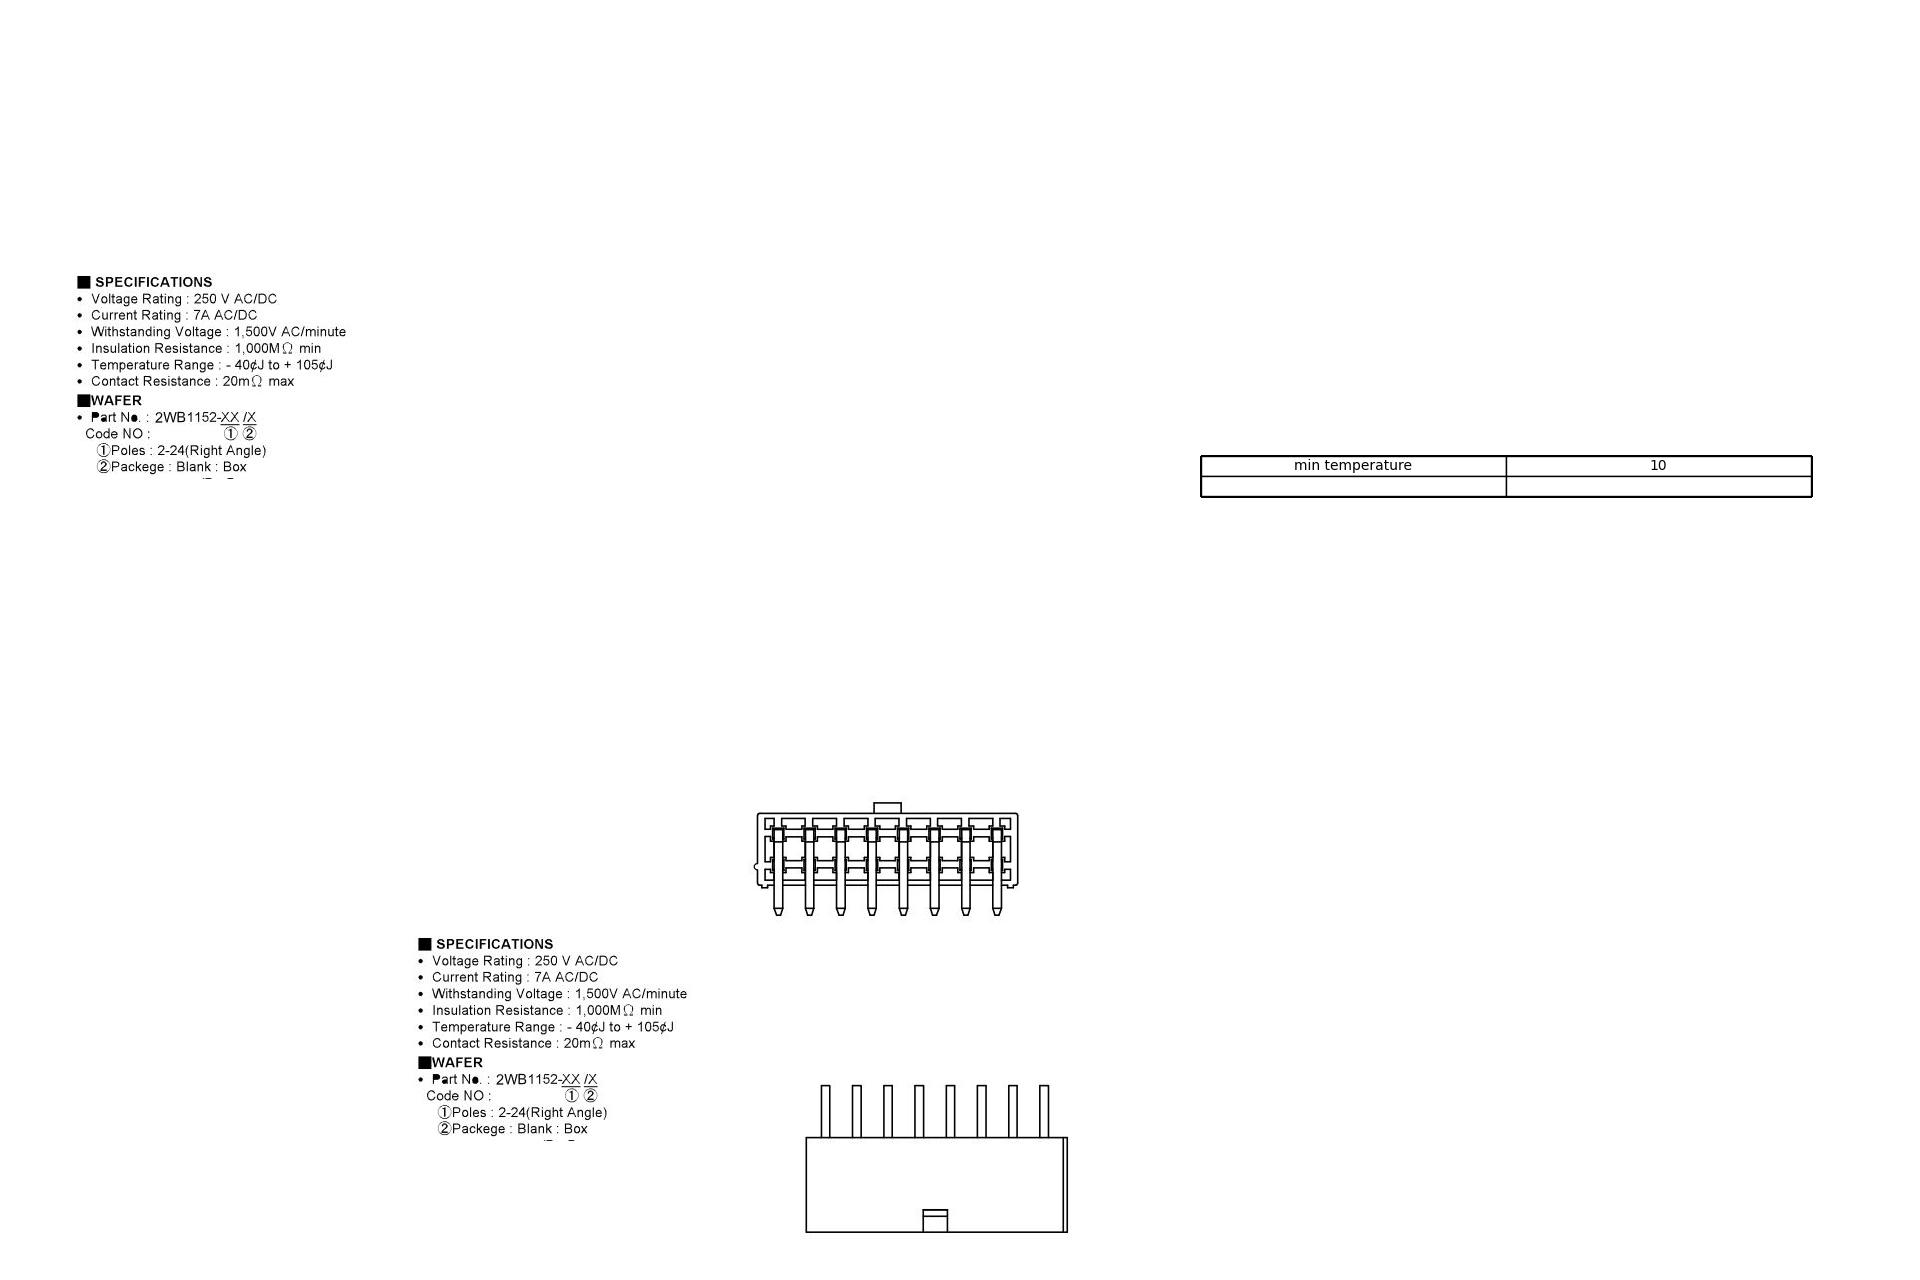 ■ SPECIFICATIONS
• Voltage Rating : 250 V AC/DC
• Current Rating : 7A AC/DC
• Withstanding Voltage : 1,500V AC/minute
• Insulation Resistance : 1,000MΩ min
• Temperature Range : - 40¢J to + 105¢J
• Contact Resistance : 20mΩ max
■WAFER
• Part No. : 2WB1152-XX /X
Code NO : ① ②
①Poles : 2-24(Right Angle)
②Packege : Blank : Box
min temperature 10
■ SPECIFICATIONS
• Voltage Rating : 250 V AC/DC
• Current Rating : 7A AC/DC
• Withstanding Voltage : 1,500V AC/minute
• Insulation Resistance : 1,000MΩ min
• Temperature Range : - 40¢J to + 105¢J
• Contact Resistance : 20mΩ max
■WAFER
• Part No. : 2WB1152-XX /X
Code NO : ① ②
①Poles : 2-24(Right Angle)
②Packege : Blank : Box